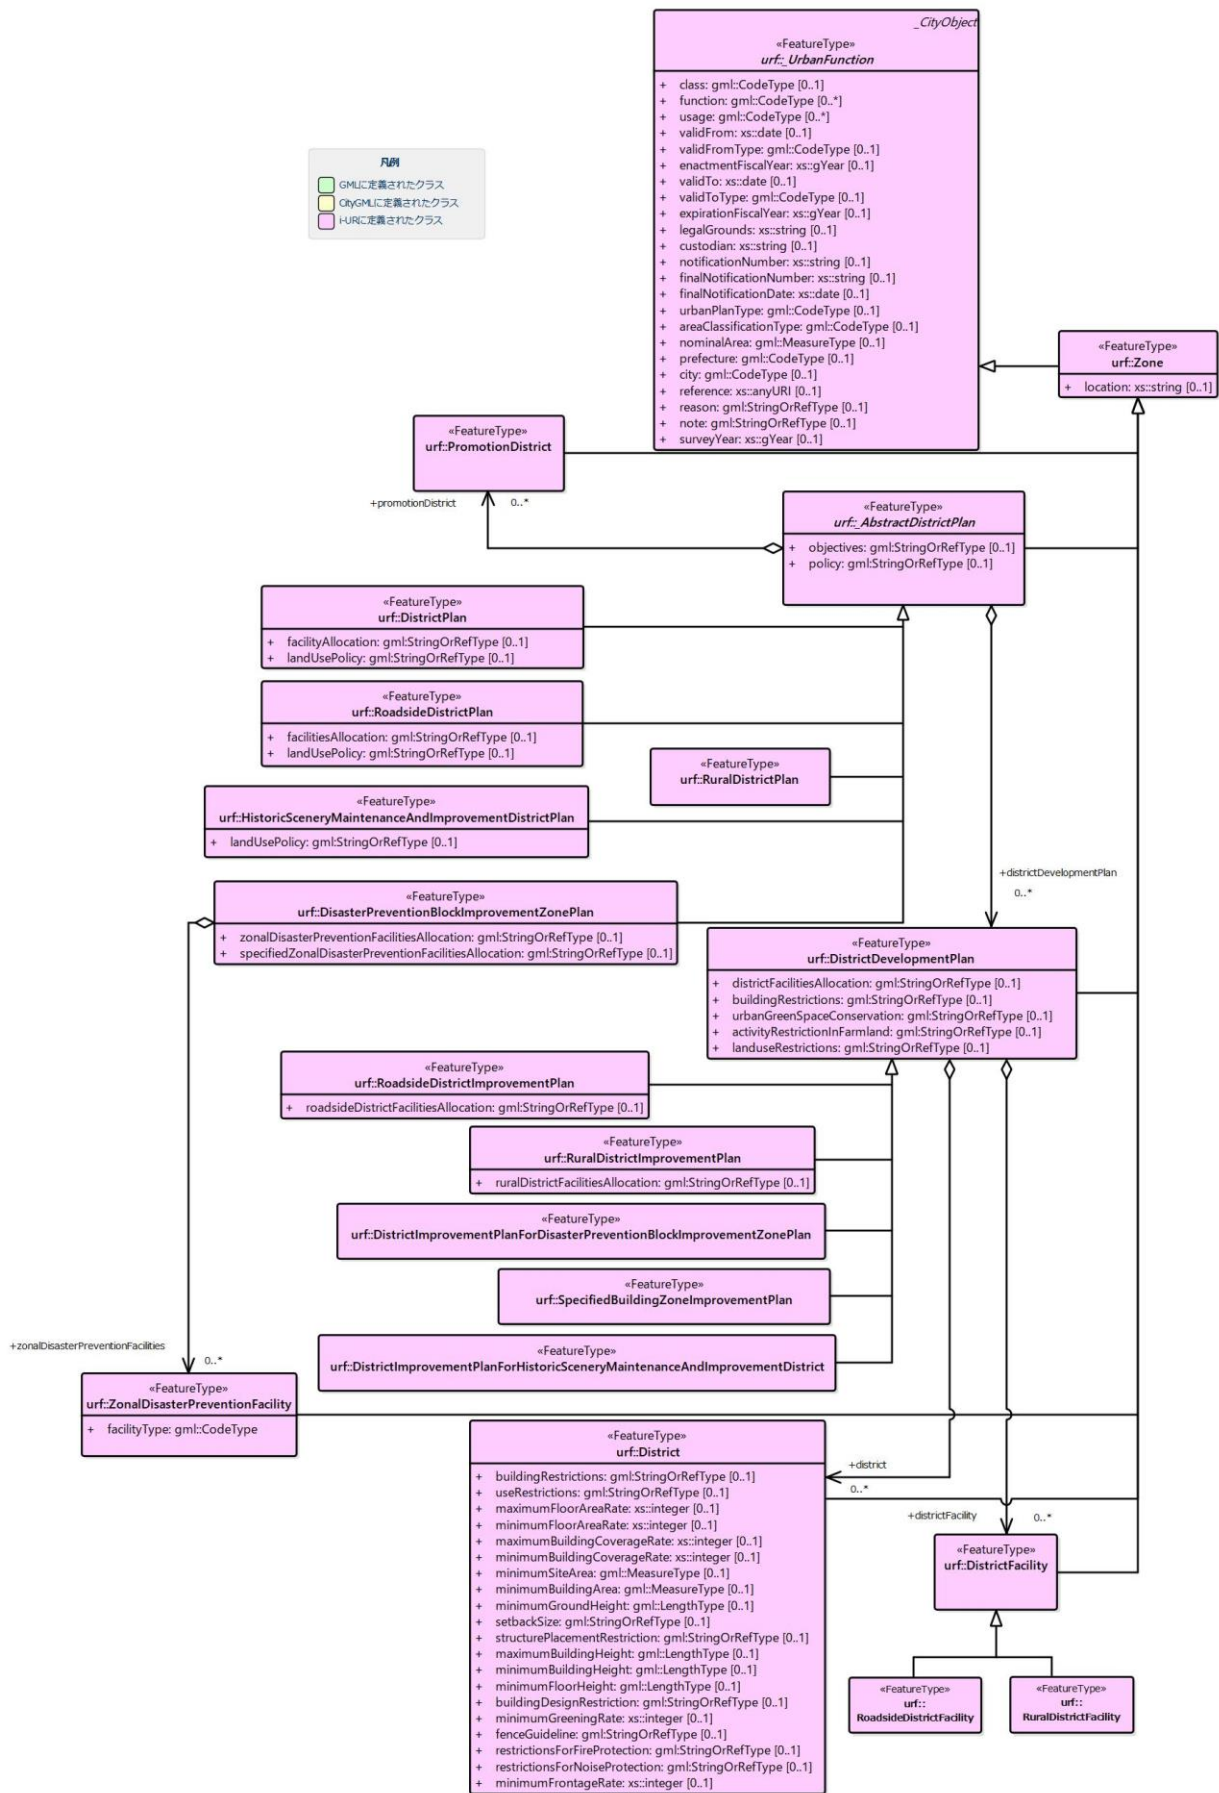 _CityObject
«FeatureType»
urf::_UrbanFunction
+ class: gml::CodeType [0..1]
+ function: gml::CodeType [0..*]
+ usage: gml::CodeType [0..*]
+ validFrom: xs::date [0..1]
+ validFromType: gml::CodeType [0..1]
+ enactmentFiscalYear: xs::gYear [0..1]
+ validTo: xs::date [0..1]
+ validToType: gml::CodeType [0..1]
+ expirationFiscalYear: xs::gYear [0..1]
+ legalGrounds: xs::string [0..1]
+ custodian: xs::string [0..1]
+ notificationNumber: xs::string [0..1]
+ finalNotificationNumber: xs::string [0..1]
+ finalNotificationDate: xs::date [0..1]
+ urbanPlanType: gml::CodeType [0..1]
+ areaClassificationType: gml::CodeType [0..1]
+ nominalArea: gml::MeasureType [0..1]
+ prefecture: gml::CodeType [0..1]
+ city: gml::CodeType [0..1]
+ reference: xs::anyURI [0..1]
+ reason: gml:StringOrRefType [0..1]
+ note: gml:StringOrRefType [0..1]
+ surveyYear: xs::gYear [0..1]
凡例
GMLに定義されたクラス
CityGMLに定義されたクラス
i-URに定義されたクラス
«FeatureType»
urf::Zone
+ location: xs::string [0..1]
«FeatureType»
urf::PromotionDistrict
+promotionDistrict
0..*
«FeatureType»
urf::_AbstractDistrictPlan
+ objectives: gml:StringOrRefType [0..1]
+ policy: gml:StringOrRefType [0..1]
«FeatureType»
urf::DistrictPlan
+ facilityAllocation: gml:StringOrRefType [0..1]
+ landUsePolicy: gml:StringOrRefType [0..1]
«FeatureType»
urf::RoadsideDistrictPlan
+ facilitiesAllocation: gml:StringOrRefType [0..1]
+ landUsePolicy: gml:StringOrRefType [0..1]
«FeatureType»
urf::RuralDistrictPlan
«FeatureType»
urf::HistoricSceneryMaintenanceAndImprovementDistrictPlan
+ landUsePolicy: gml:StringOrRefType [0..1]
+districtDevelopmentPlan
0..*
«FeatureType»
urf::DisasterPreventionBlockImprovementZonePlan
+ zonalDisasterPreventionFacilitiesAllocation: gml:StringOrRefType [0..1]
+ specifiedZonalDisasterPreventionFacilitiesAllocation: gml:StringOrRefType [0..1]
«FeatureType»
urf::DistrictDevelopmentPlan
+ districtFacilitiesAllocation: gml:StringOrRefType [0..1]
+ buildingRestrictions: gml:StringOrRefType [0..1]
+ urbanGreenSpaceConservation: gml:StringOrRefType [0..1]
+ activityRestrictionInFarmland: gml:StringOrRefType [0..1]
+ landuseRestrictions: gml:StringOrRefType [0..1]
«FeatureType»
urf::RoadsideDistrictImprovementPlan
+ roadsideDistrictFacilitiesAllocation: gml:StringOrRefType [0..1]
«FeatureType»
urf::RuralDistrictImprovementPlan
+ ruralDistrictFacilitiesAllocation: gml:StringOrRefType [0..1]
«FeatureType»
urf::DistrictImprovementPlanForDisasterPreventionBlockImprovementZonePlan
«FeatureType»
urf::SpecifiedBuildingZoneImprovementPlan
«FeatureType»
urf::DistrictImprovementPlanForHistoricSceneryMaintenanceAndImprovementDistrict
+zonalDisasterPreventionFacilities
0..*
«FeatureType»
urf::ZonalDisasterPreventionFacility
+ facilityType: gml::CodeType
«FeatureType»
urf::District
+ buildingRestrictions: gml:StringOrRefType [0..1]
+ useRestrictions: gml:StringOrRefType [0..1]
+ maximumFloorAreaRate: xs::integer [0..1]
+ minimumFloorAreaRate: xs::integer [0..1]
+ maximumBuildingCoverageRate: xs::integer [0..1]
+ minimumBuildingCoverageRate: xs::integer [0..1]
+ minimumSiteArea: gml::MeasureType [0..1]
+ minimumBuildingArea: gml::MeasureType [0..1]
+ minimumGroundHeight: gml::LengthType [0..1]
+ setbackSize: gml:StringOrRefType [0..1]
+ structurePlacementRestriction: gml:StringOrRefType [0..1]
+ maximumBuildingHeight: gml::LengthType [0..1]
+ minimumBuildingHeight: gml::LengthType [0..1]
+ minimumFloorHeight: gml::LengthType [0..1]
+ buildingDesignRestriction: gml:StringOrRefType [0..1]
+ minimumGreeningRate: xs::integer [0..1]
+ fenceGuideline: gml:StringOrRefType [0..1]
+ restrictionsForFireProtection: gml:StringOrRefType [0..1]
+ restrictionsForNoiseProtection: gml:StringOrRefType [0..1]
+ minimumFrontageRate: xs::integer [0..1]
+district
0..*
+districtFacility
0..*
«FeatureType»
urf::DistrictFacility
«FeatureType»
urf::
RoadsideDistrictFacility
«FeatureType»
urf::
RuralDistrictFacility